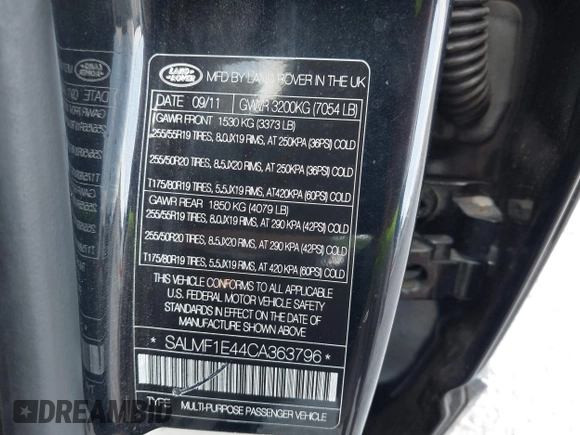 LAND ROVER
MFD BY LAND ROVER IN THE UK
DATE 09/11 GVWR 3200KG (7054 LB)
GAWR FRONT 1530 KG (3373 LB)
255/55R19 TIRES, 8.0JX19 RIMS, AT 250KPA (36PSI) COLD
255/50R20 TIRES, 8.5JX20 RIMS, AT 250KPA (36PSI) COLD
T175/80R19 TIRES, 5.5JX19 RIMS, AT420KPA (60PSI) COLD
GAWR REAR 1850 KG (4079 LB)
255/55R19 TIRES, 8.0JX19 RIMS, AT 290 KPA (42PSI) COLD
255/50R20 TIRES, 8.5JX20 RIMS, AT 290 KPA (42PSI) COLD
T175/80R19 TIRES, 5.5JX19 RIMS, AT 420 KPA (60PSI) COLD
THIS VEHICLE CONFORMS TO ALL APPLICABLE
U.S. FEDERAL MOTOR VEHICLE SAFETY
STANDARDS IN EFFECT ON THE DATE OF
MANUFACTURE SHOWN ABOVE.
*SALMF1E44CA363796*
TYPE MULTI-PURPOSE PASSENGER VEHICLE
DREAMBID